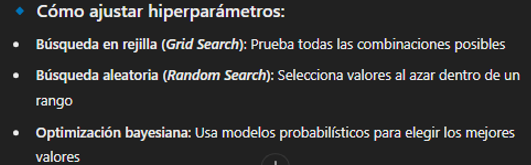 🔹 Cómo ajustar hiperparámetros:
• Búsqueda en rejilla (Grid Search): Prueba todas las combinaciones posibles
• Búsqueda aleatoria (Random Search): Selecciona valores al azar dentro de un
rango
• Optimización bayesiana: Usa modelos probabilísticos para elegir los mejores
valores